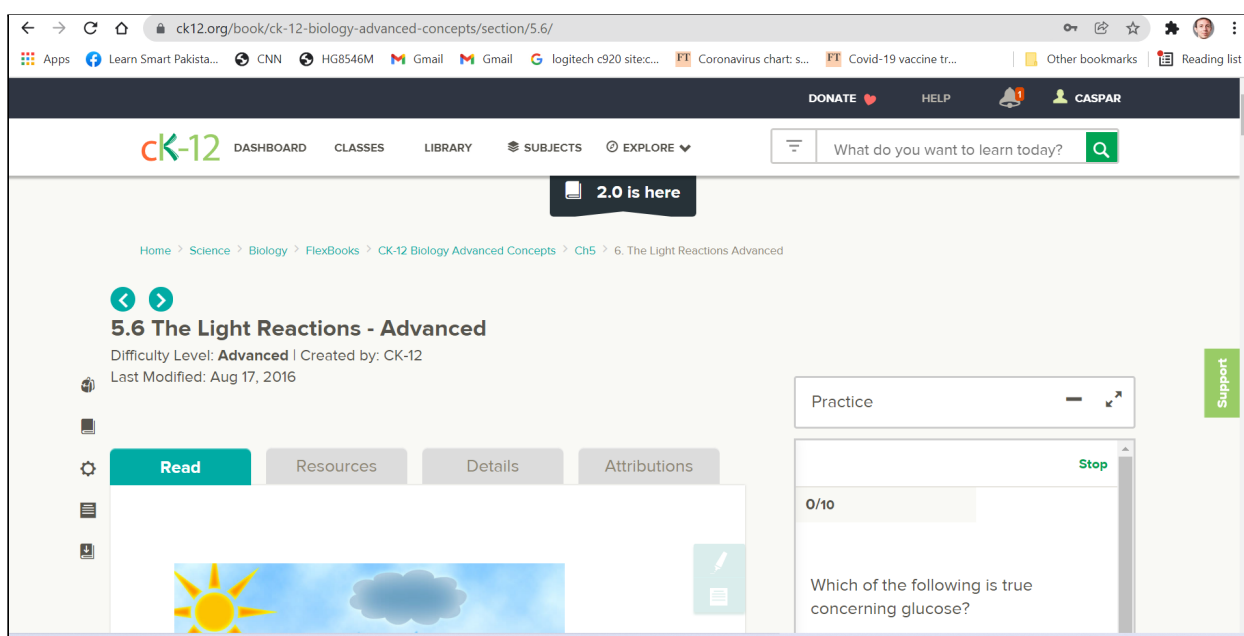 ck12.org/book/ck-12-biology-advanced-concepts/section/5.6/
Apps Learn Smart Pakista... CNN HG8546M Gmail Gmail logitech c920 site:c... FT Coronavirus chart: s... FT Covid-19 vaccine tr... Other bookmarks Reading list
DONATE HELP 1 CASPAR
cK-12 DASHBOARD CLASSES LIBRARY SUBJECTS EXPLORE What do you want to learn today?
2.0 is here
Home > Science > Biology > FlexBooks > CK-12 Biology Advanced Concepts > Ch5 > 6. The Light Reactions Advanced
5.6 The Light Reactions - Advanced
Difficulty Level: Advanced | Created by: CK-12
Last Modified: Aug 17, 2016
Support
Practice
Read Resources Details Attributions
Stop
0/10
Which of the following is true
concerning glucose?